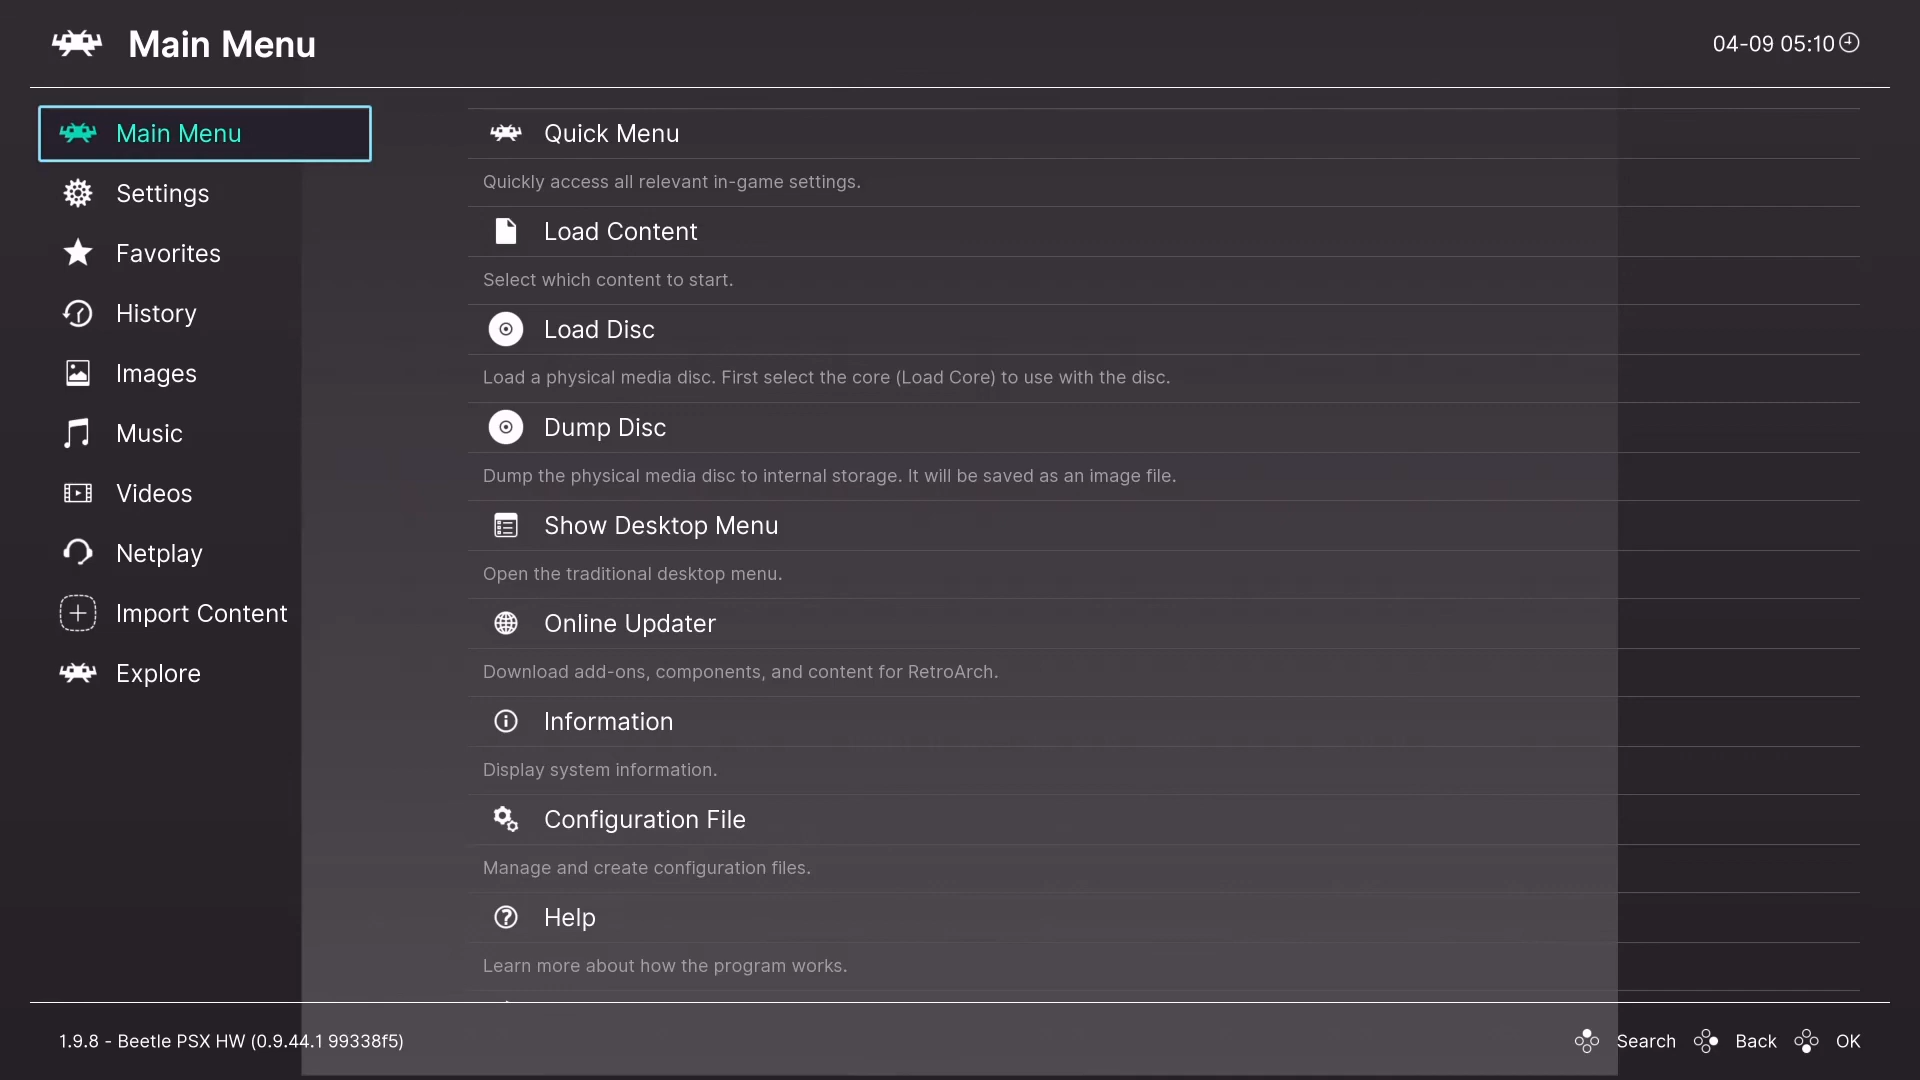 Main Menu
04-09 05:10
Main Menu
Settings
Favorites
History
Images
Music
Videos
Netplay
Import Content
Explore
Quick Menu
Quickly access all relevant in-game settings.
Load Content
Select which content to start.
Load Disc
Load a physical media disc. First select the core (Load Core) to use with the disc.
Dump Disc
Dump the physical media disc to internal storage. It will be saved as an image file.
Show Desktop Menu
Open the traditional desktop menu.
Online Updater
Download add-ons, components, and content for RetroArch.
Information
Display system information.
Configuration File
Manage and create configuration files.
Help
Learn more about how the program works.
1.9.8 - Beetle PSX HW (0.9.44.1 99338f5)
Search Back OK